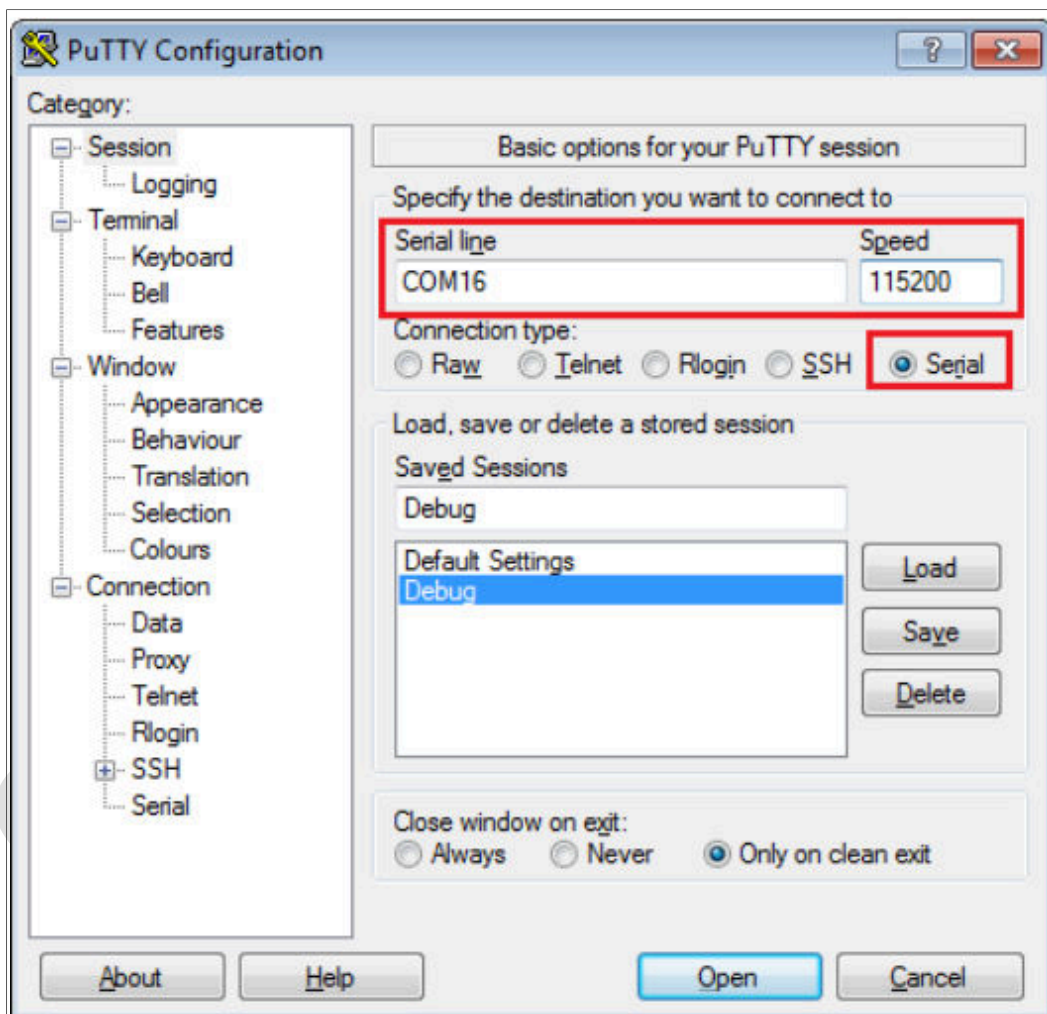 PuTTY Configuration
?
Category:
Session
Logging
Terminal
Keyboard
Bell
Features
Window
Appearance
Behaviour
Translation
Selection
Colours
Connection
Data
Proxy
Telnet
Rlogin
SSH
Serial
Basic options for your PuTTY session
Specify the destination you want to connect to
Serial line Speed
COM16 115200
Connection type:
Raw Telnet Rlogin SSH Serial
Load, save or delete a stored session
Saved Sessions
Debug
Default Settings
Debug
Load
Save
Delete
Close window on exit:
Always Never Only on clean exit
About Help Open Cancel